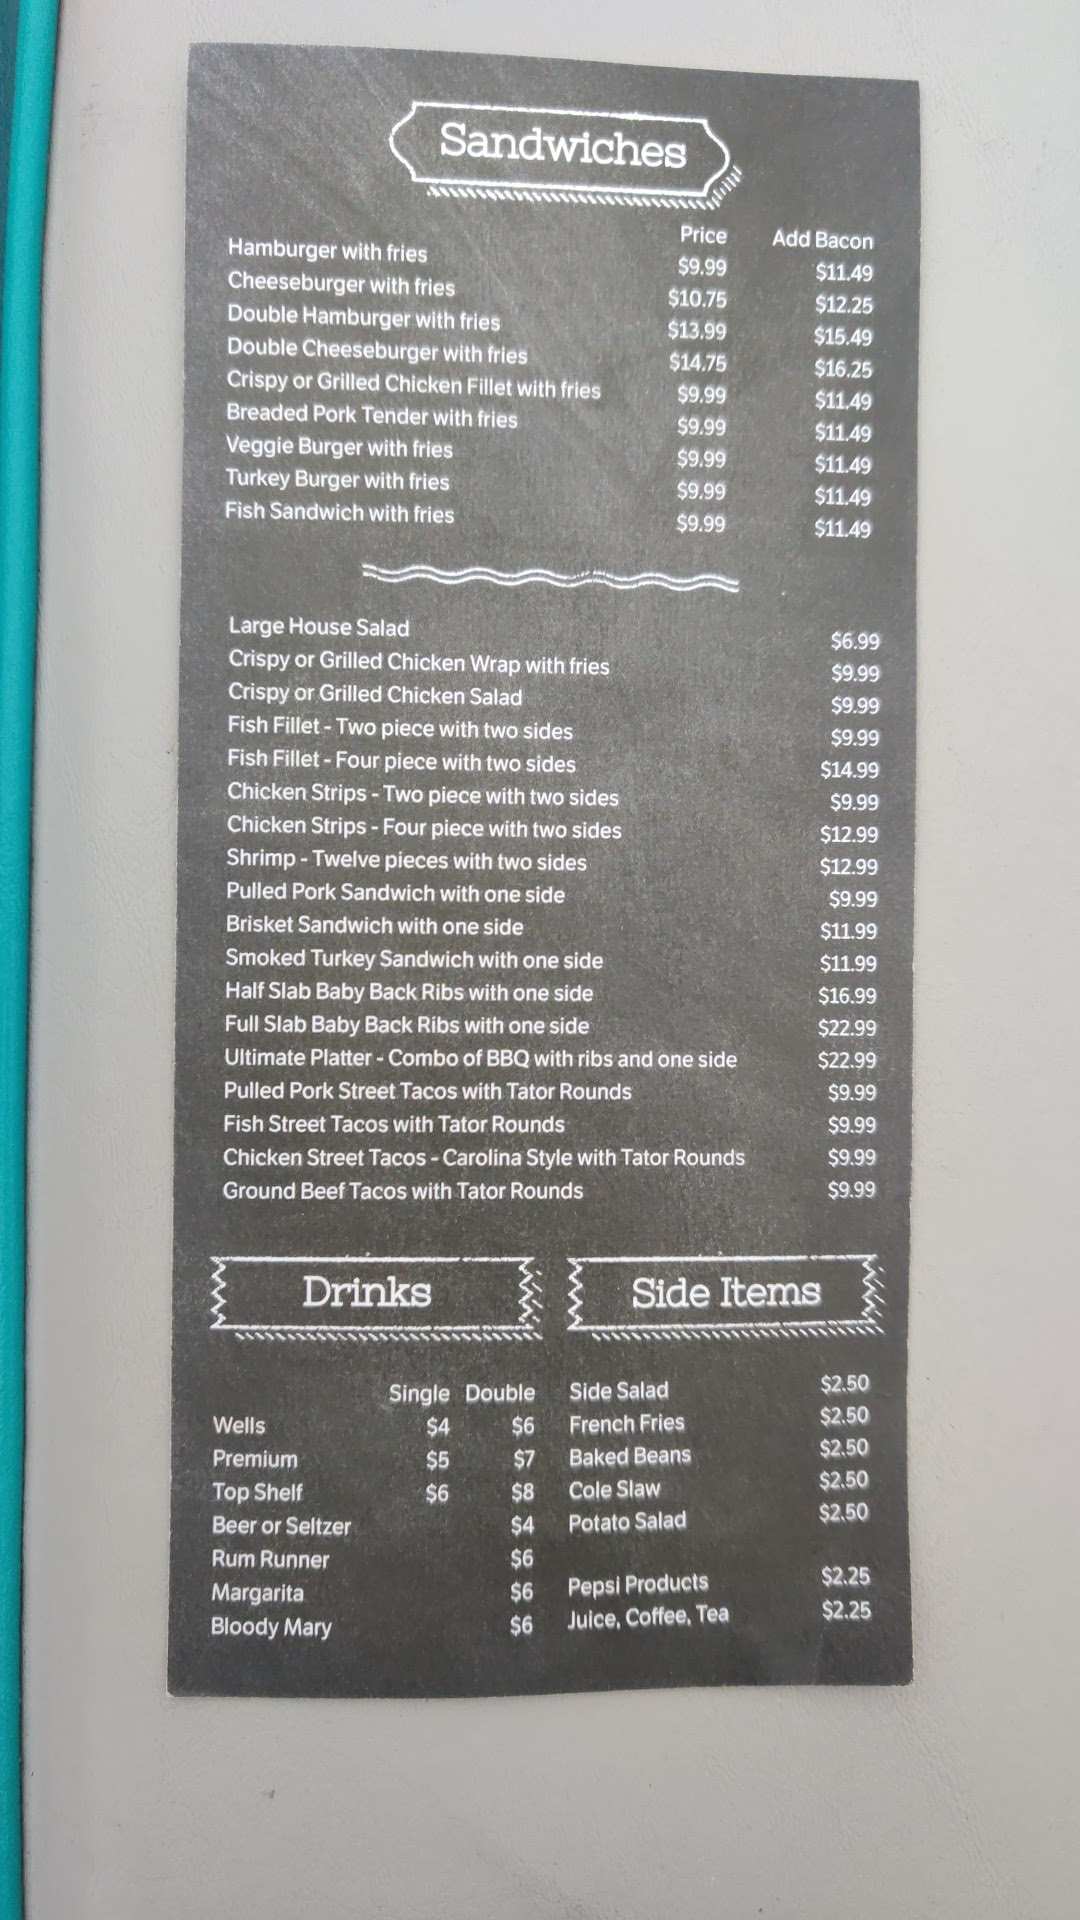 Sandwiches
Price Add Bacon
Hamburger with fries $9.99 $11.49
Cheeseburger with fries $10.75 $12.25
Double Hamburger with fries $13.99 $15.49
Double Cheeseburger with fries $14.75 $16.25
Crispy or Grilled Chicken Fillet with fries $9.99 $11.49
Breaded Pork Tender with fries $9.99 $11.49
Veggie Burger with fries $9.99 $11.49
Turkey Burger with fries $9.99 $11.49
Fish Sandwich with fries $9.99 $11.49
Large House Salad $6.99
Crispy or Grilled Chicken Wrap with fries $9.99
Crispy or Grilled Chicken Salad $9.99
Fish Fillet - Two piece with two sides $9.99
Fish Fillet - Four piece with two sides $14.99
Chicken Strips - Two piece with two sides $9.99
Chicken Strips - Four piece with two sides $12.99
Shrimp - Twelve pieces with two sides $12.99
Pulled Pork Sandwich with one side $9.99
Brisket Sandwich with one side $11.99
Smoked Turkey Sandwich with one side $11.99
Half Slab Baby Back Ribs with one side $16.99
Full Slab Baby Back Ribs with one side $22.99
Ultimate Platter - Combo of BBQ with ribs and one side $22.99
Pulled Pork Street Tacos with Tator Rounds $9.99
Fish Street Tacos with Tator Rounds $9.99
Chicken Street Tacos - Carolina Style with Tator Rounds $9.99
Ground Beef Tacos with Tator Rounds $9.99
Drinks
Single Double
Wells $4 $6
Premium $5 $7
Top Shelf $6 $8
Beer or Seltzer $4
Rum Runner $6
Margarita $6
Bloody Mary $6
Side Items
Side Salad $2.50
French Fries $2.50
Baked Beans $2.50
Cole Slaw $2.50
Potato Salad $2.50
Pepsi Products $2.25
Juice, Coffee, Tea $2.25